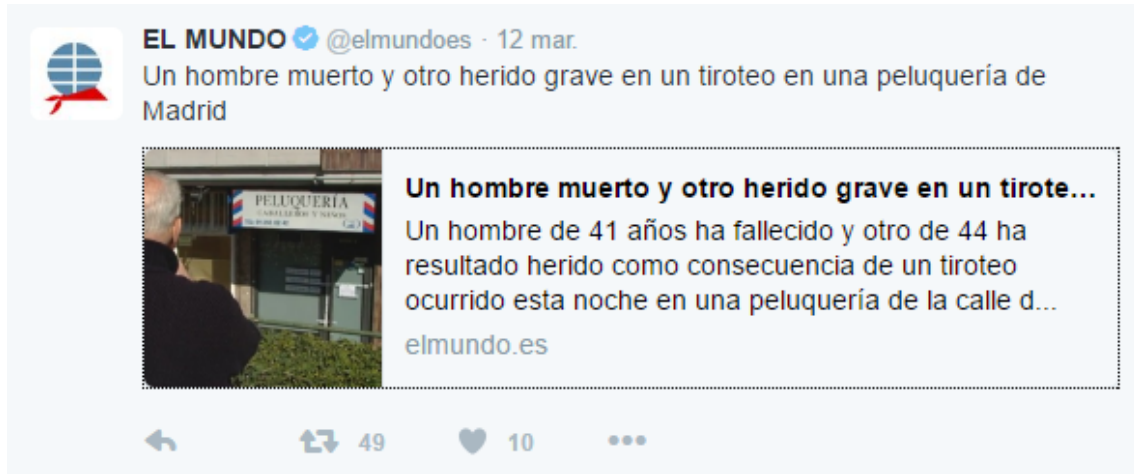 EL MUNDO @elmundoes · 12 mar.
Un hombre muerto y otro herido grave en un tiroteo en una peluquería de
Madrid
PELUQUERÍA
CABALLEROS Y NIÑOS
Un hombre muerto y otro herido grave en un tirote...
Un hombre de 41 años ha fallecido y otro de 44 ha
resultado herido como consecuencia de un tiroteo
ocurrido esta noche en una peluquería de la calle d...
elmundo.es
49 10